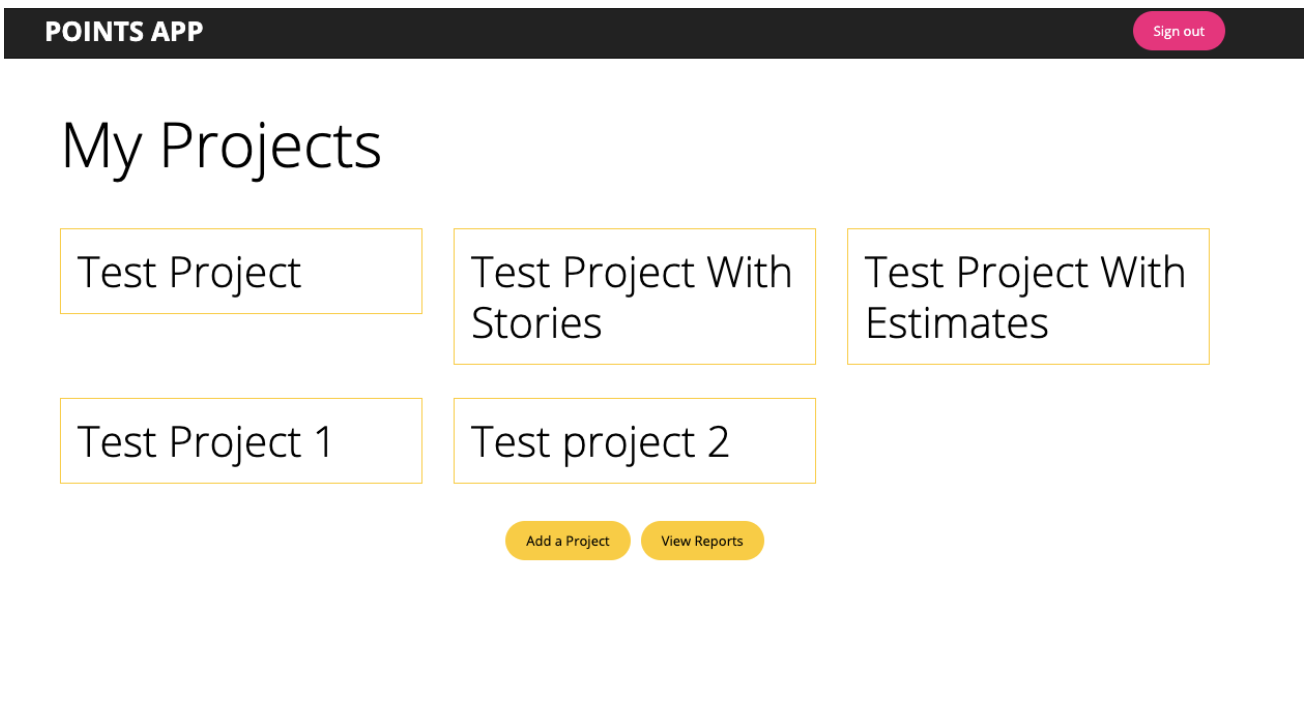 POINTS APP
Sign out
My Projects
Test Project
Test Project With
Stories
Test Project With
Estimates
Test Project 1
Test project 2
Add a Project
View Reports